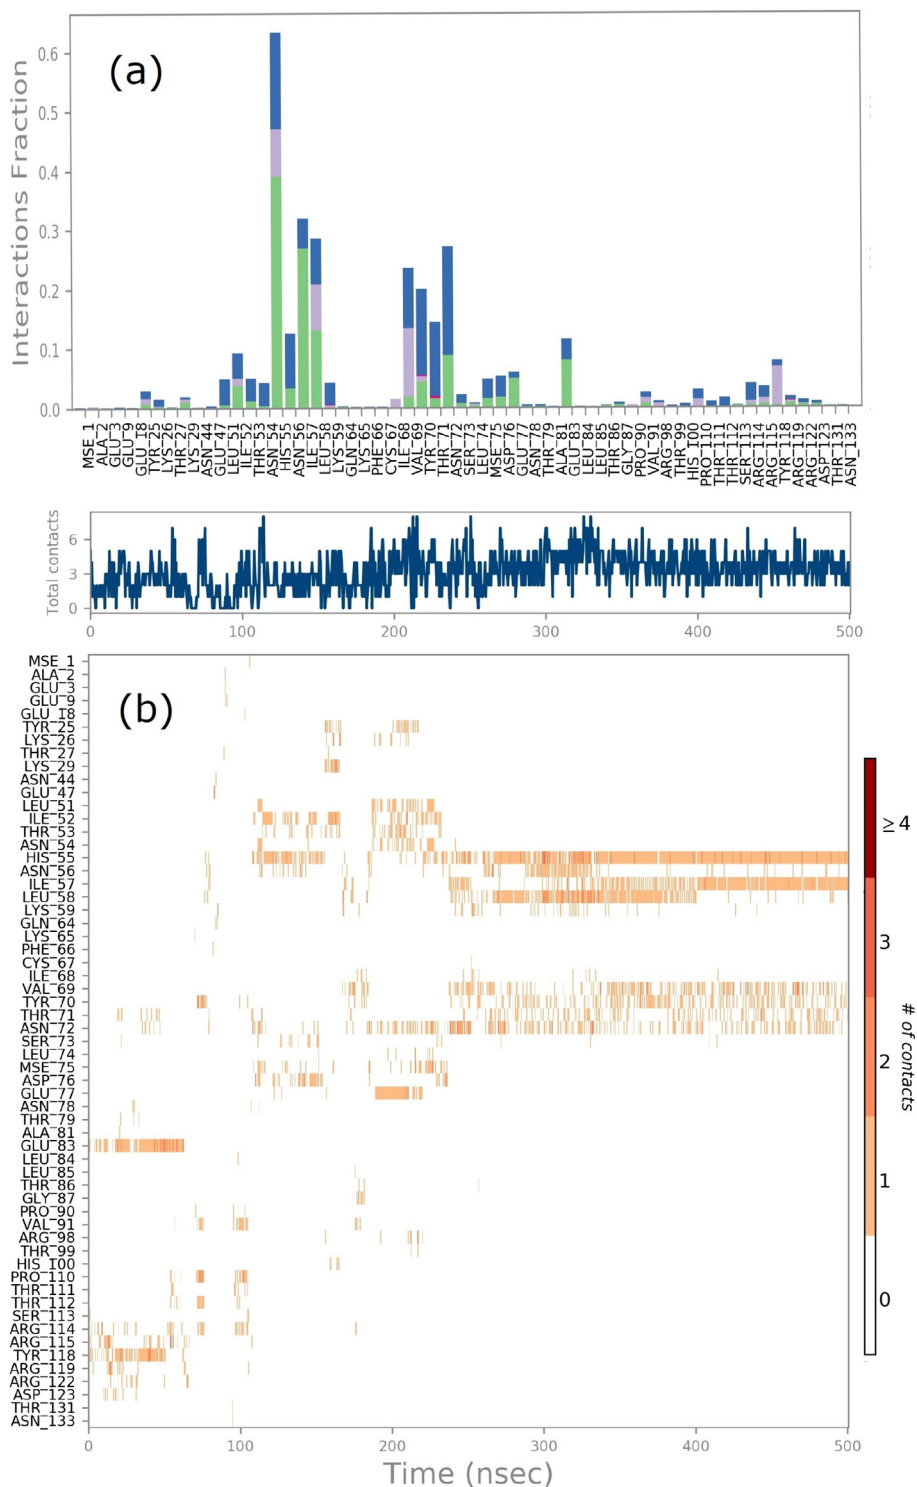 (a)
Interactions Fraction
0.6
0.5
0.4
0.3
0.2
0.1
0.0
MSE_1
ALA_2
GLU_3
GLU_9
GLU_18
LYS_26
THR_27
LYS_29
ASN_44
GLU_47
LEU_51
ILE_52
THR_53
ASN_54
HIS_55
ASN_56
ILE_57
LEU_58
LYS_59
GLN_64
LYS_65
PHE_66
CYS_67
ILE_68
VAL_69
TYR_70
THR_71
ASN_72
SER_73
LEU_74
MSE_75
ASP_76
GLU_77
ASN_78
THR_79
ALA_81
GLU_83
LEU_84
LEU_85
THR_86
GLY_87
PRO_90
VAL_91
ARG_98
THR_99
HIS_100
PRO_110
THR_111
THR_112
SER_113
ARG_114
ARG_115
TYR_118
ARG_119
ARG_122
ASP_123
THR_131
ASN_133
Total contacts
6
3
0
0 100 200 300 400 500
(b)
MSE_1
ALA_2
GLU_3
GLU_9
GLU_18
TYR_25
LYS_26
THR_27
LYS_29
ASN_44
GLU_47
LEU_51
ILE_52
THR_53
ASN_54
HIS_55
ASN_56
ILE_57
LEU_58
LYS_59
GLN_64
LYS_65
PHE_66
CYS_67
ILE_68
VAL_69
TYR_70
THR_71
ASN_72
SER_73
LEU_74
MSE_75
ASP_76
GLU_77
ASN_78
THR_79
ALA_81
GLU_83
LEU_84
LEU_85
THR_86
GLY_87
PRO_90
VAL_91
ARG_98
THR_99
HIS_100
PRO_110
THR_111
THR_112
SER_113
ARG_114
ARG_115
TYR_118
ARG_119
ARG_122
ASP_123
THR_131
ASN_133
0 100 200 300 400 500
Time (nsec)
≥4
3
2
1
0
# of contacts